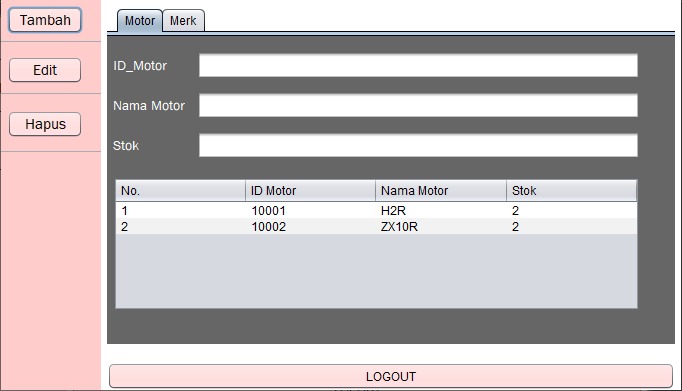 Tambah
Edit
Hapus
Motor Merk
ID_Motor
Nama Motor
Stok
No. ID Motor Nama Motor Stok
1 10001 H2R 2
2 10002 ZX10R 2
LOGOUT